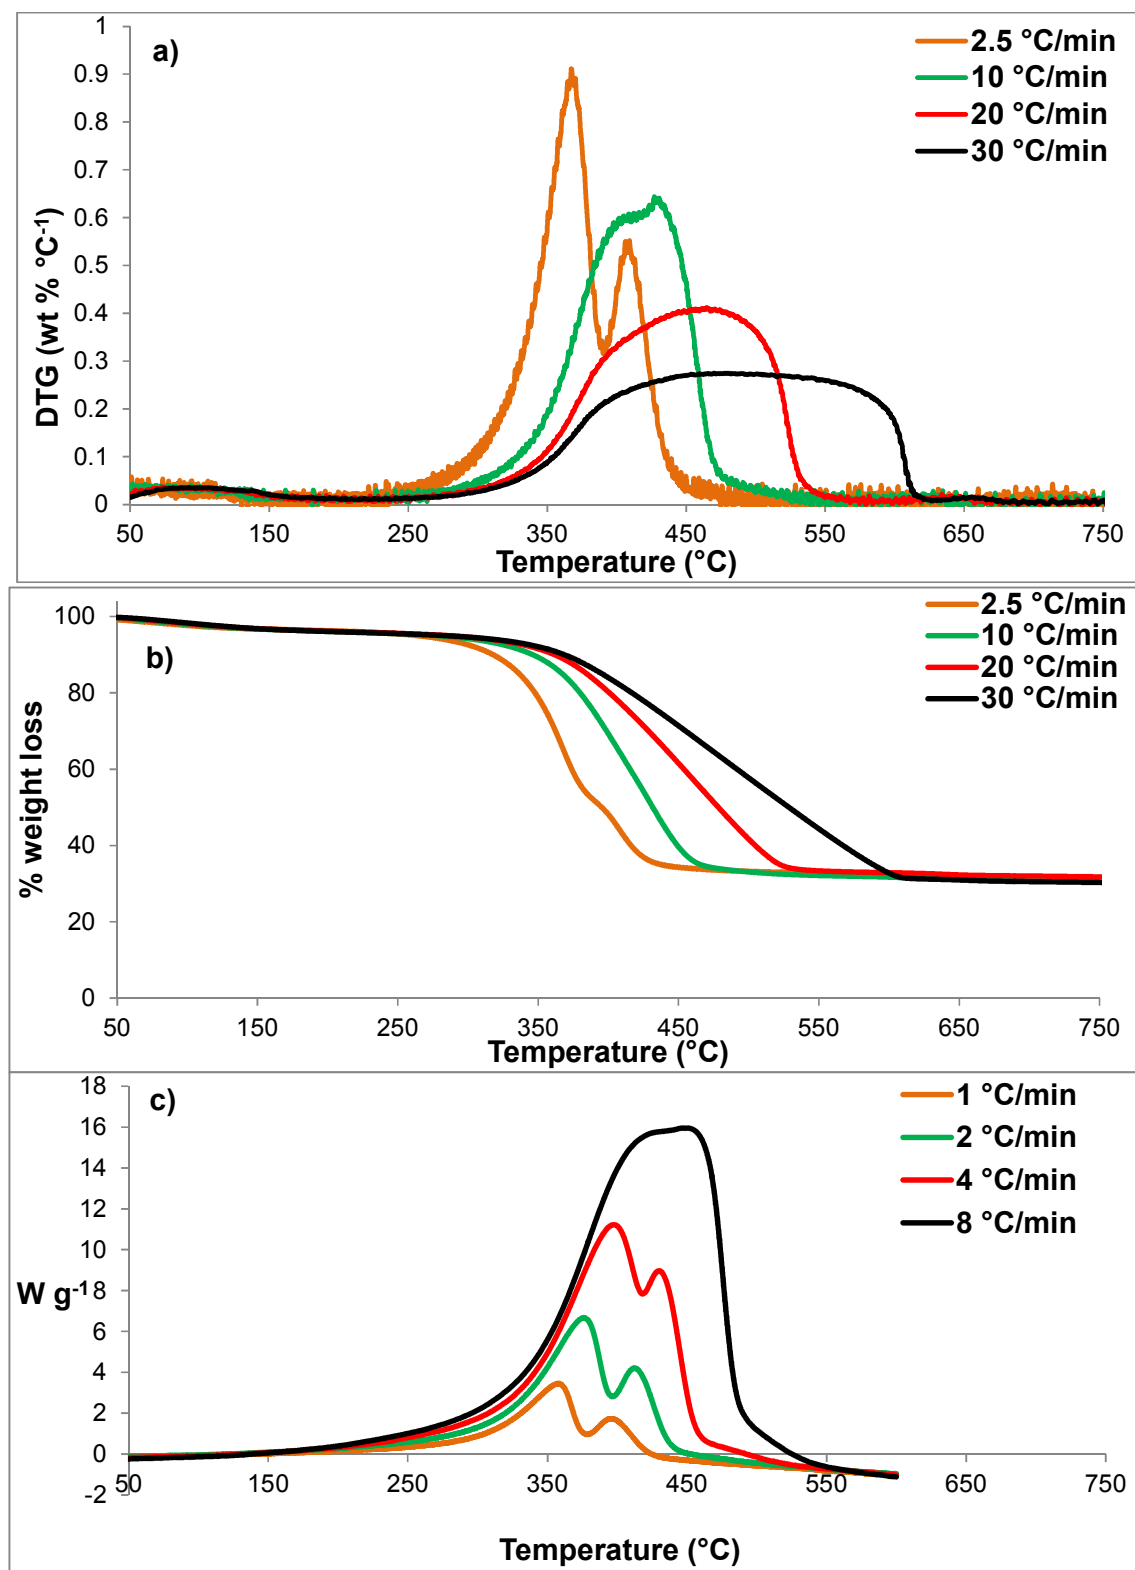 a)
2.5 °C/min
10 °C/min
20 °C/min
30 °C/min
1
0.9
0.8
0.7
0.6
0.5
0.4
0.3
0.2
0.1
0
DTG (wt % °C-1)
50 150 250 350 450 550 650 750
Temperature (°C)
b)
2.5 °C/min
10 °C/min
20 °C/min
30 °C/min
100
80
60
40
20
0
% weight loss
50 150 250 350 450 550 650 750
Temperature (°C)
c)
1 °C/min
2 °C/min
4 °C/min
8 °C/min
18
16
14
12
10
8
6
4
2
0
-2
W g-1
50 150 250 350 450 550 650 750
Temperature (°C)